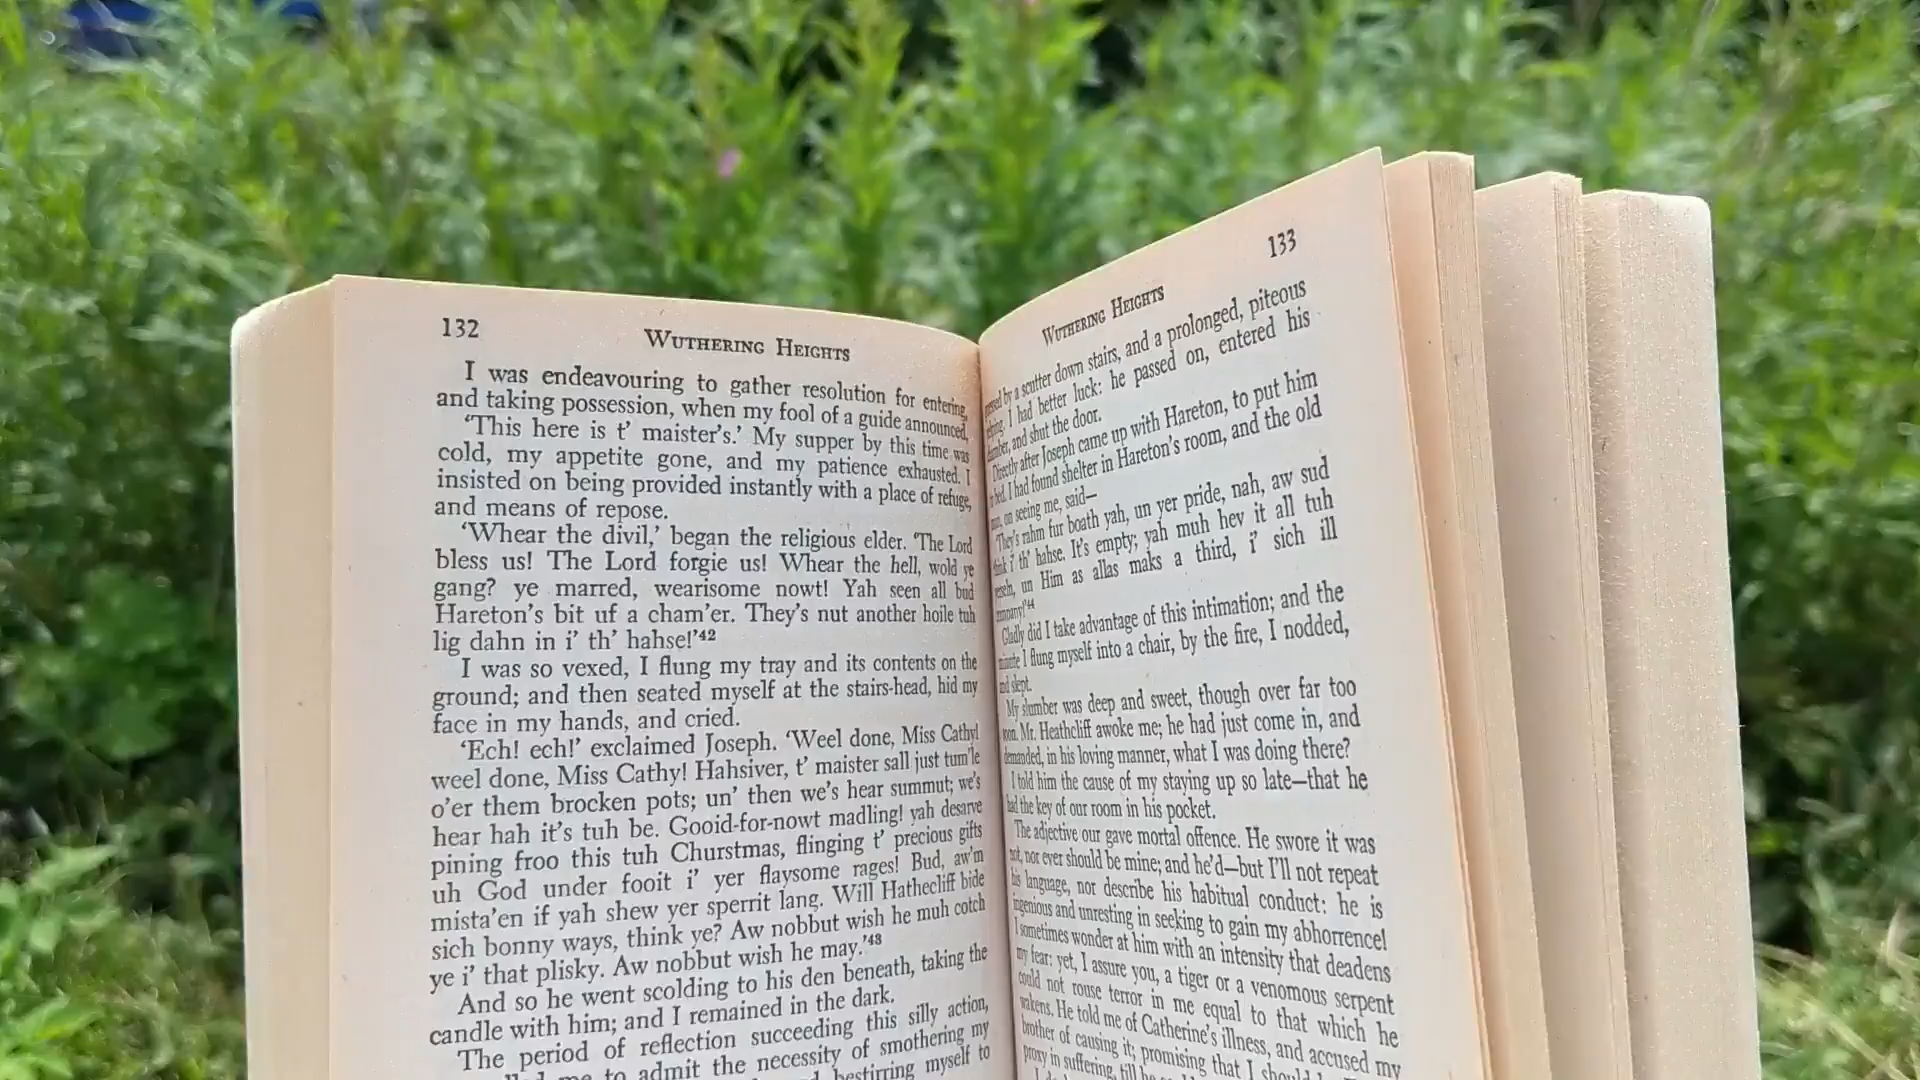 132
WUTHERING HEIGHTS
I was endeavouring to gather resolution for entering,
and taking possession, when my fool of a guide announced,
‘This here is t’ maister’s.’ My supper by this time was
cold, my appetite gone, and my patience exhausted. I
insisted on being provided instantly with a place of refuge,
and means of repose.
‘Whear the divil,’ began the religious elder. ‘The Lord
bless us! The Lord forgie us! Whear the hell, wold ye
gang? ye marred, wearisome nowt! Yah seen all bud
Hareton’s bit uf a cham’er. They’s nut another hoile tuh
lig dahn in i’ th’ hahse!’42
I was so vexed, I flung my tray and its contents on the
ground; and then seated myself at the stairs-head, hid my
face in my hands, and cried.
‘Ech! ech!’ exclaimed Joseph. ‘Weel done, Miss Cathy!
weel done, Miss Cathy! Hahsiver, t’ maister sall just tum’le
o’er them brocken pots; un’ then we’s hear summut; we’s
hear hah it’s tuh be. Gooid-for-nowt madling! yah desarve
pining froo this tuh Churstmas, flinging t’ precious gifts
uh God under fooit i’ yer flaysome rages! Bud, aw’m
mista’en if yah shew yer sperrit lang. Will Hathecliff bide
sich bonny ways, think ye? Aw nobbut wish he muh cotch
ye i’ that plisky. Aw nobbut wish he may.’43
And so he went scolding to his den beneath, taking the
candle with him; and I remained in the dark.
The period of reflection succeeding this silly action,
me to admit the necessity of smothering my
bestirring myself to
133
WUTHERING HEIGHTS
by a scutter down stairs, and a prolonged, piteous
I had better luck: he passed on, entered his
and shut the door.
Directly after Joseph came up with Hareton, to put him
bed. I had found shelter in Hareton’s room, and the old
on seeing me, said—
‘They’s rahm fur boath yah, un yer pride, nah, aw sud
think i’ th’ hahse. It’s empty; yah muh hev it all tuh
un Him as allas maks a third, i’ sich ill
company!’44
Gladly did I take advantage of this intimation; and the
minute I flung myself into a chair, by the fire, I nodded,
and slept.
My slumber was deep and sweet, though over far too
soon. Mr. Heathcliff awoke me; he had just come in, and
demanded, in his loving manner, what I was doing there?
I told him the cause of my staying up so late—that he
had the key of our room in his pocket.
The adjective our gave mortal offence. He swore it was
not, nor ever should be mine; and he’d—but I’ll not repeat
his language, nor describe his habitual conduct: he is
ingenious and unresting in seeking to gain my abhorrence!
I sometimes wonder at him with an intensity that deadens
my fear: yet, I assure you, a tiger or a venomous serpent
could not rouse terror in me equal to that which he
wakens. He told me of Catherine’s illness, and accused my
brother of causing it; promising that I should
proxy in suffering, till he